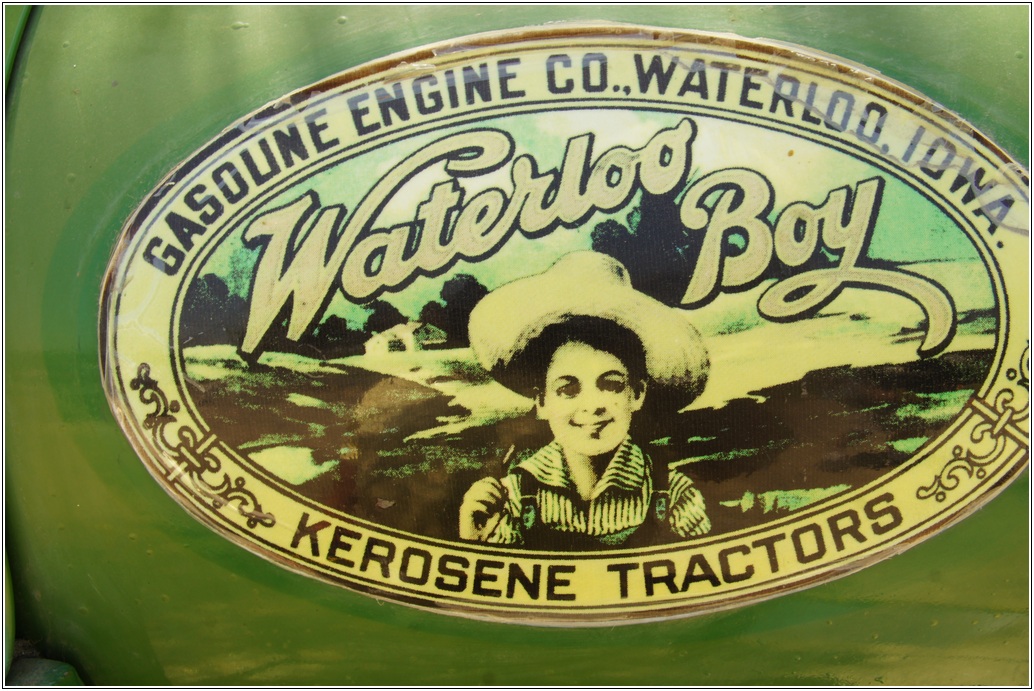 GASOLINE ENGINE CO., WATERLOO, IOWA.
Waterloo Boy
KEROSENE TRACTORS